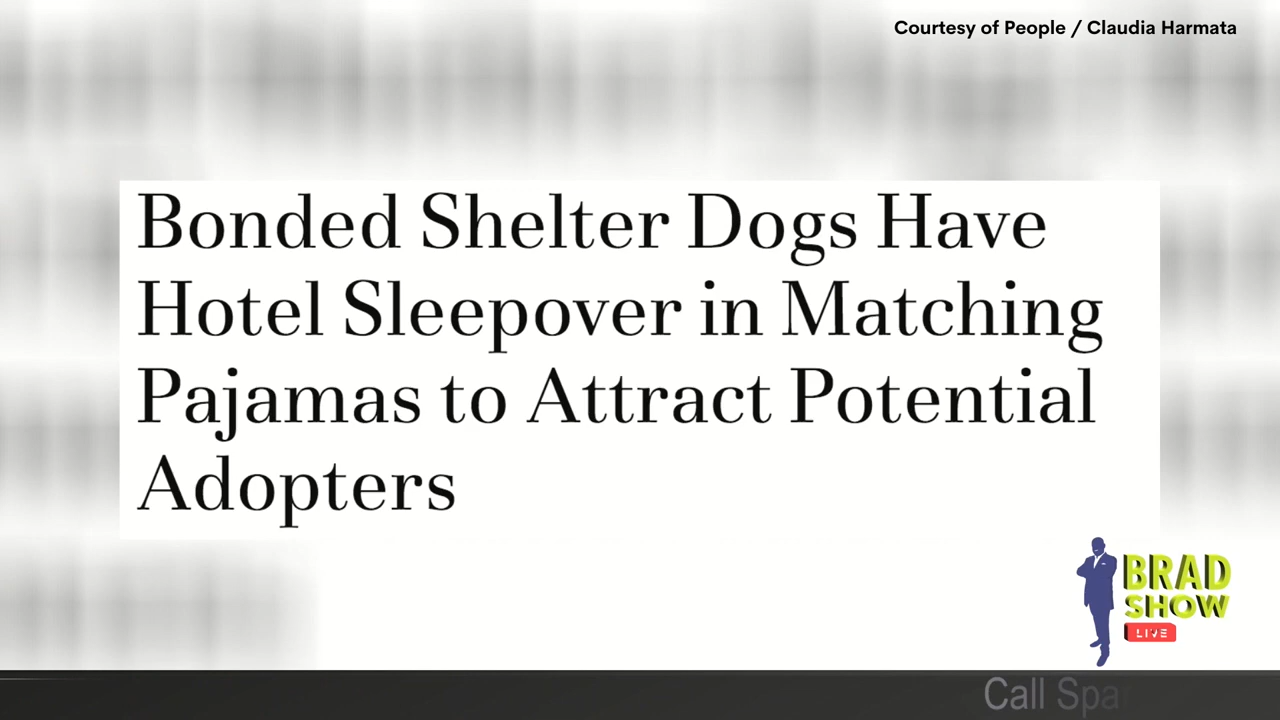 Courtesy of People / Claudia Harmata
Bonded Shelter Dogs Have
Hotel Sleepover in Matching
Pajamas to Attract Potential
Adopters
BRAD
SHOW
LIVE
Call